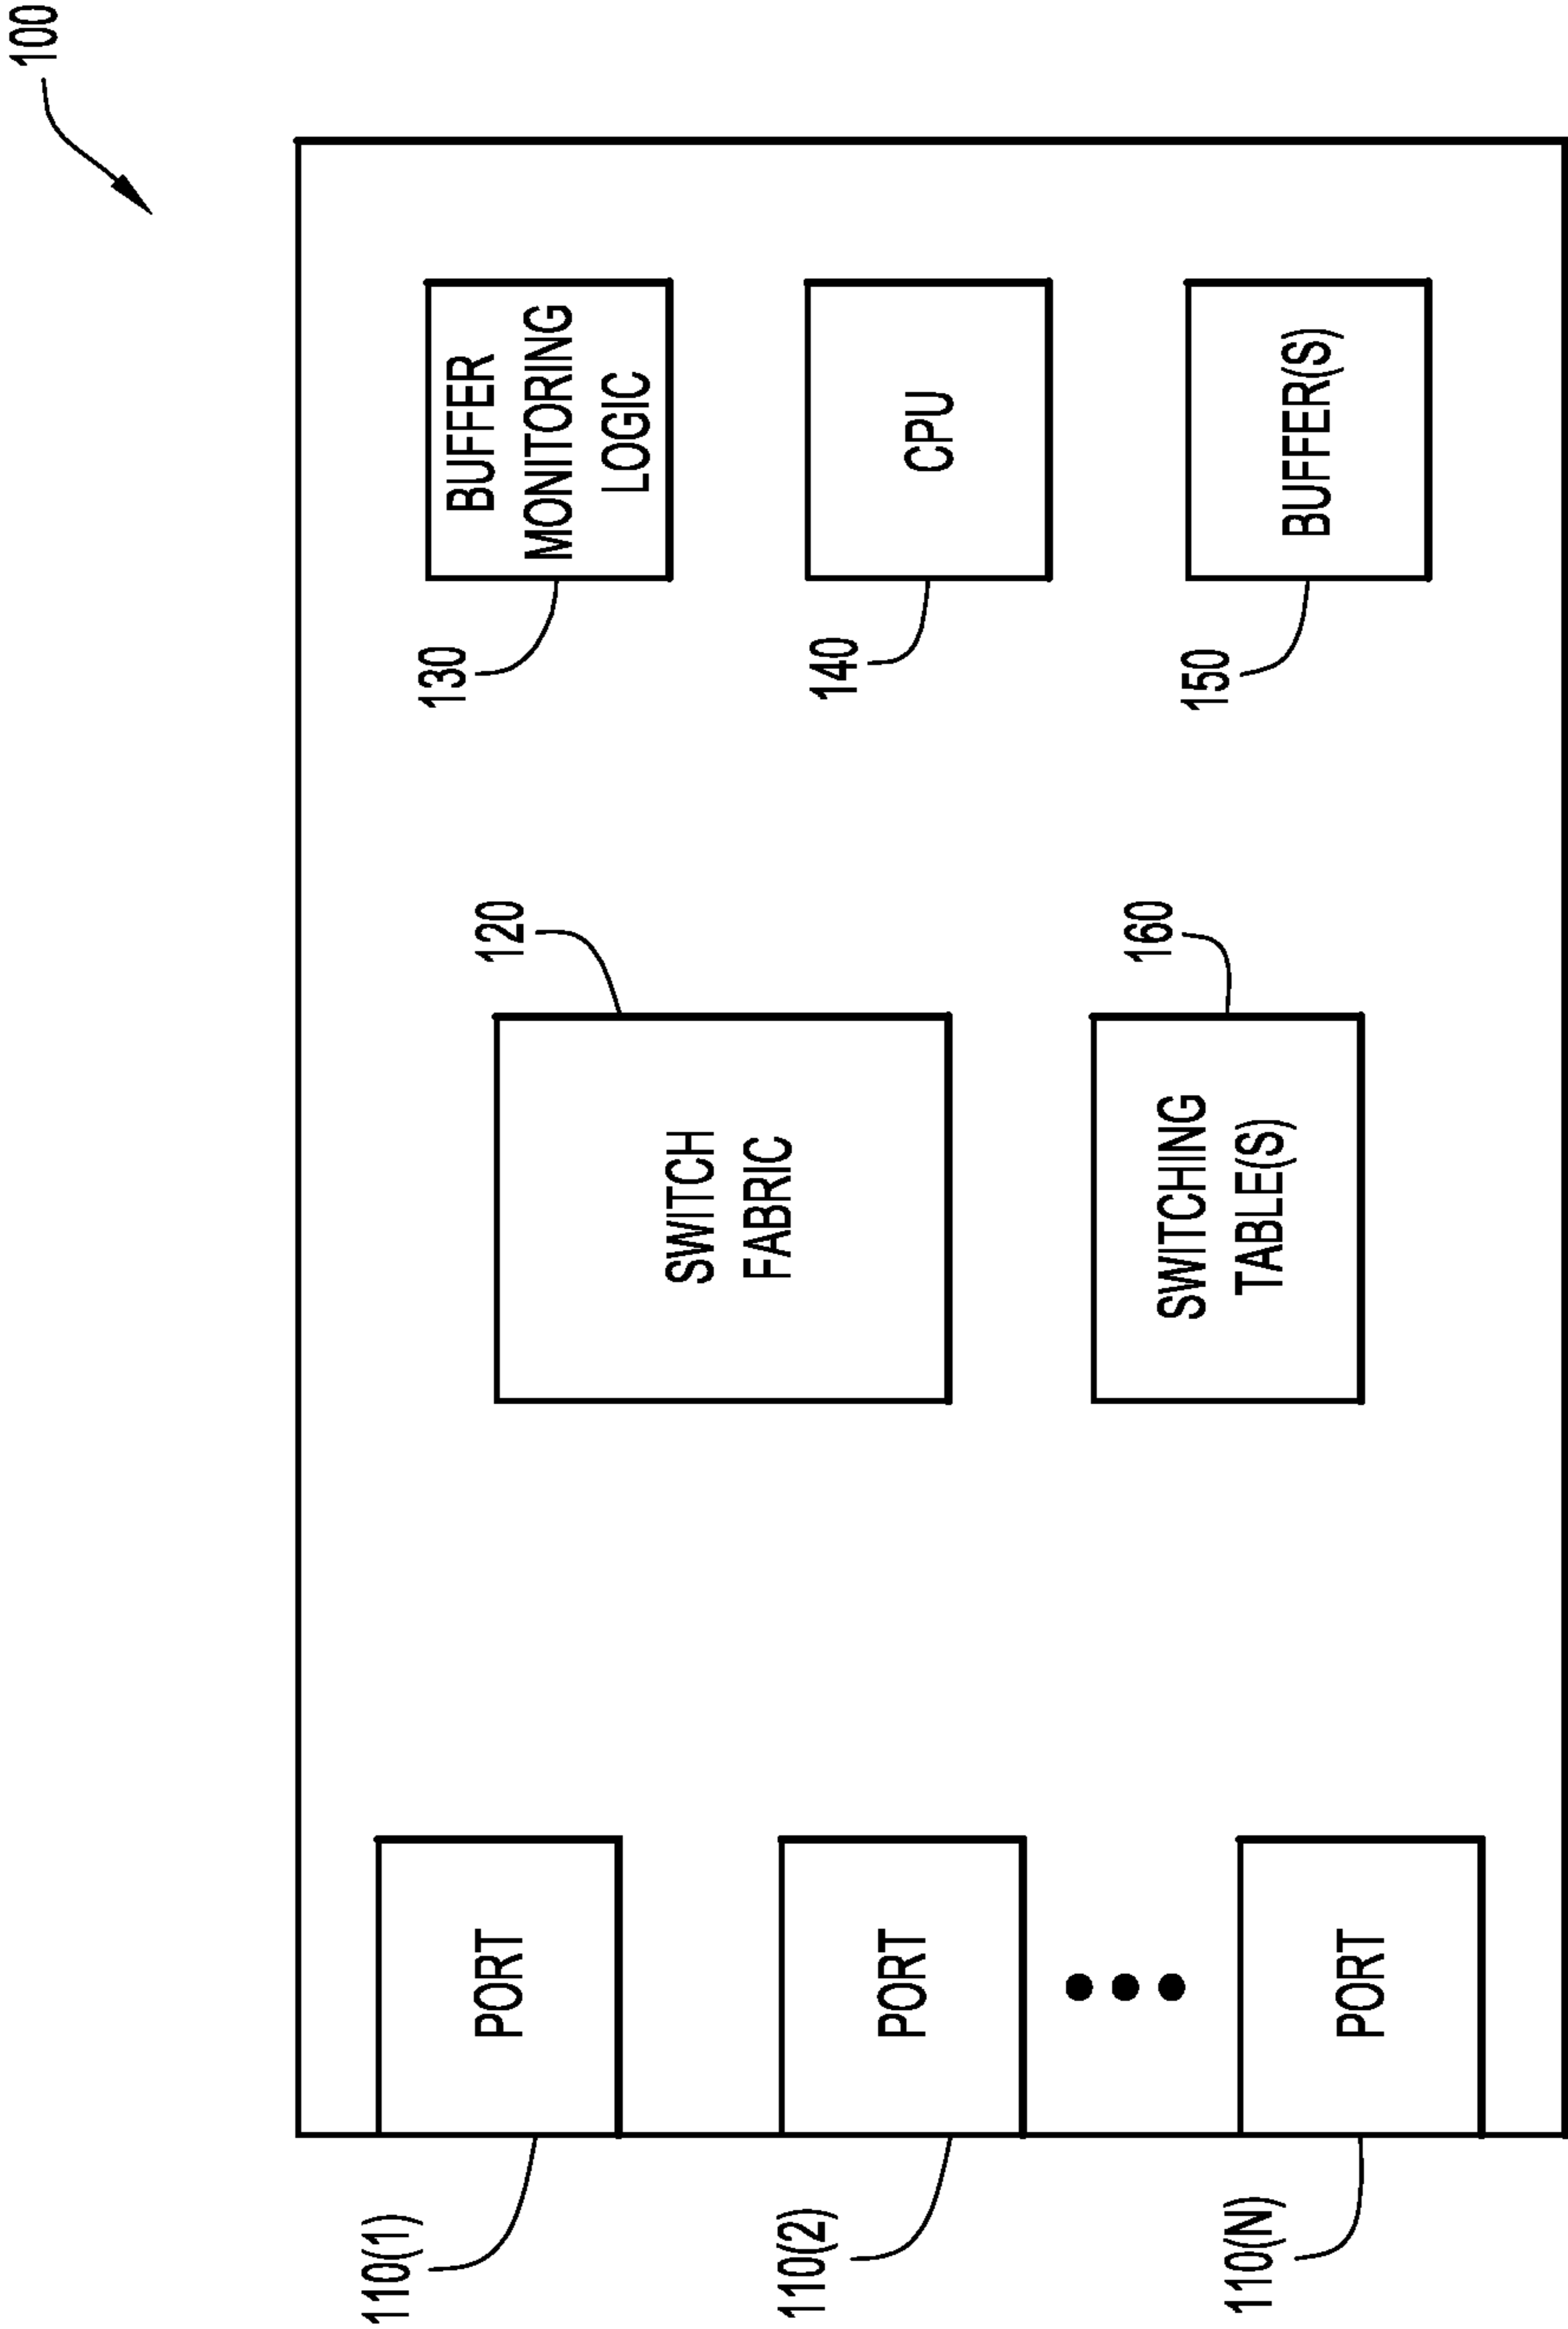 100
110(1)
PORT
110(2)
PORT
110(N)
PORT
120
SWITCH
FABRIC
160
SWITCHING
TABLE(S)
130
BUFFER
MONITORING
LOGIC
140
CPU
150
BUFFER(S)